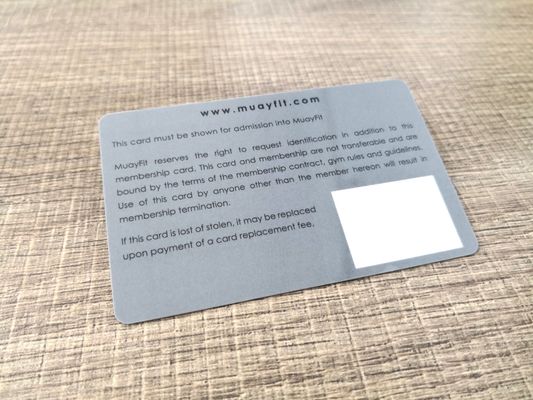 www.muayfit.com
This card must be shown for admission into MuayFit
MuayFit reserves the right to request identification in addition to this
membership card. This card and membership are not transferable and are
bound by the terms of the membership contract, gym rules and guidelines.
Use of this card by anyone other than the member hereon will result in
membership termination.
If this card is lost of stolen, it may be replaced
upon payment of a card replacement fee.